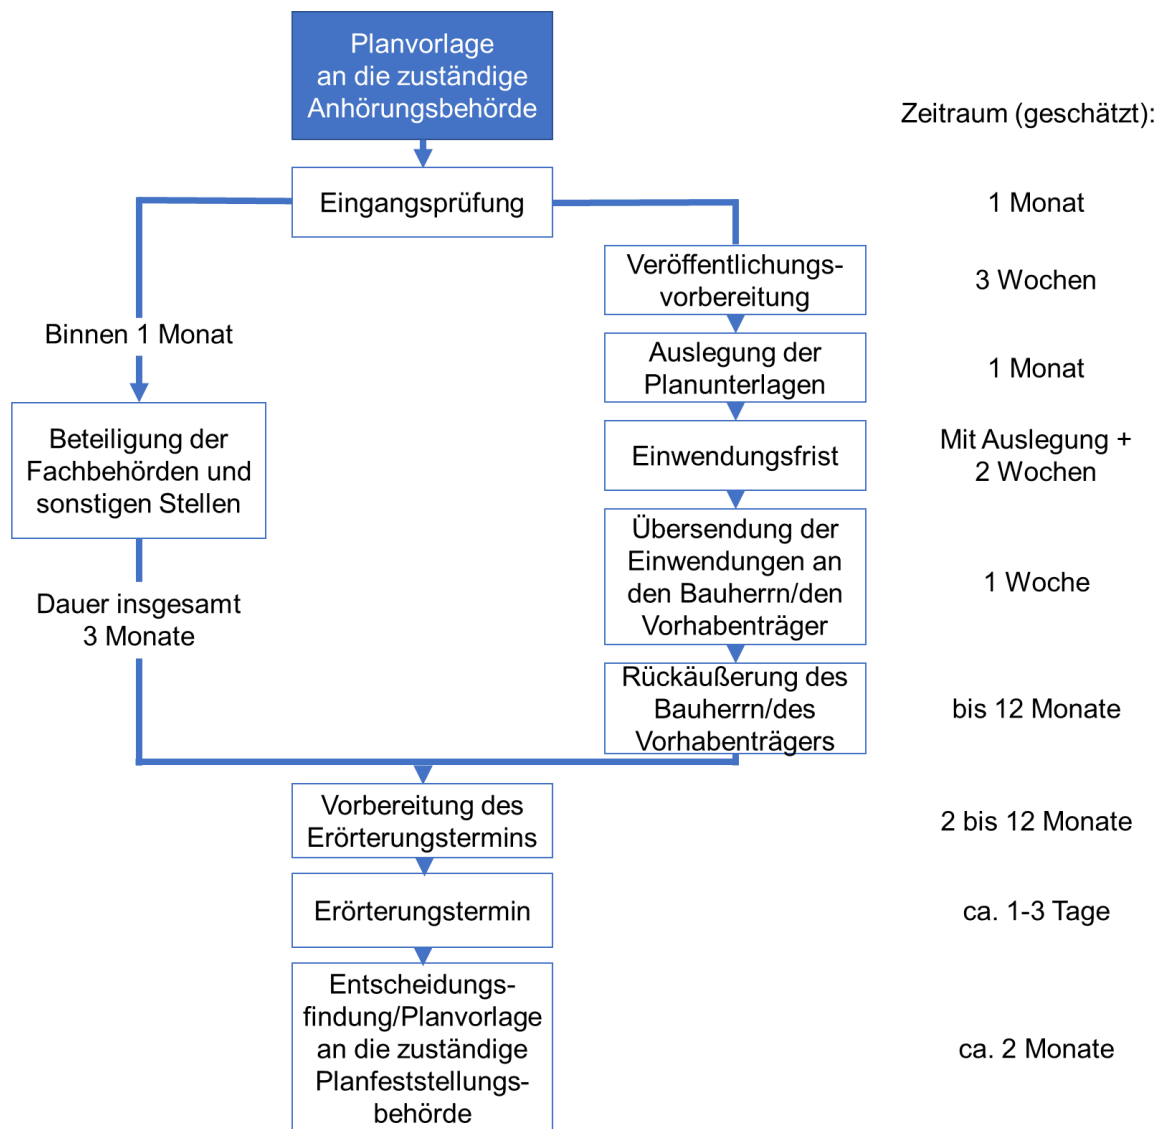 Planvorlage
an die zuständige
Anhörungsbehörde
Zeitraum (geschätzt):
Eingangsprüfung
1 Monat
Veröffentlichungs-
vorbereitung
3 Wochen
Binnen 1 Monat
Auslegung der
Planunterlagen
1 Monat
Beteiligung der
Fachbehörden und
sonstigen Stellen
Einwendungsfrist
Mit Auslegung +
2 Wochen
Übersendung der
Einwendungen an
den Bauherrn/den
Vorhabenträger
1 Woche
Dauer insgesamt
3 Monate
Rückäußerung des
Bauherrn/des
Vorhabenträgers
bis 12 Monate
Vorbereitung des
Erörterungstermins
2 bis 12 Monate
Erörterungstermin
ca. 1-3 Tage
Entscheidungs-
findung/Planvorlage
an die zuständige
Planfeststellungs-
behörde
ca. 2 Monate